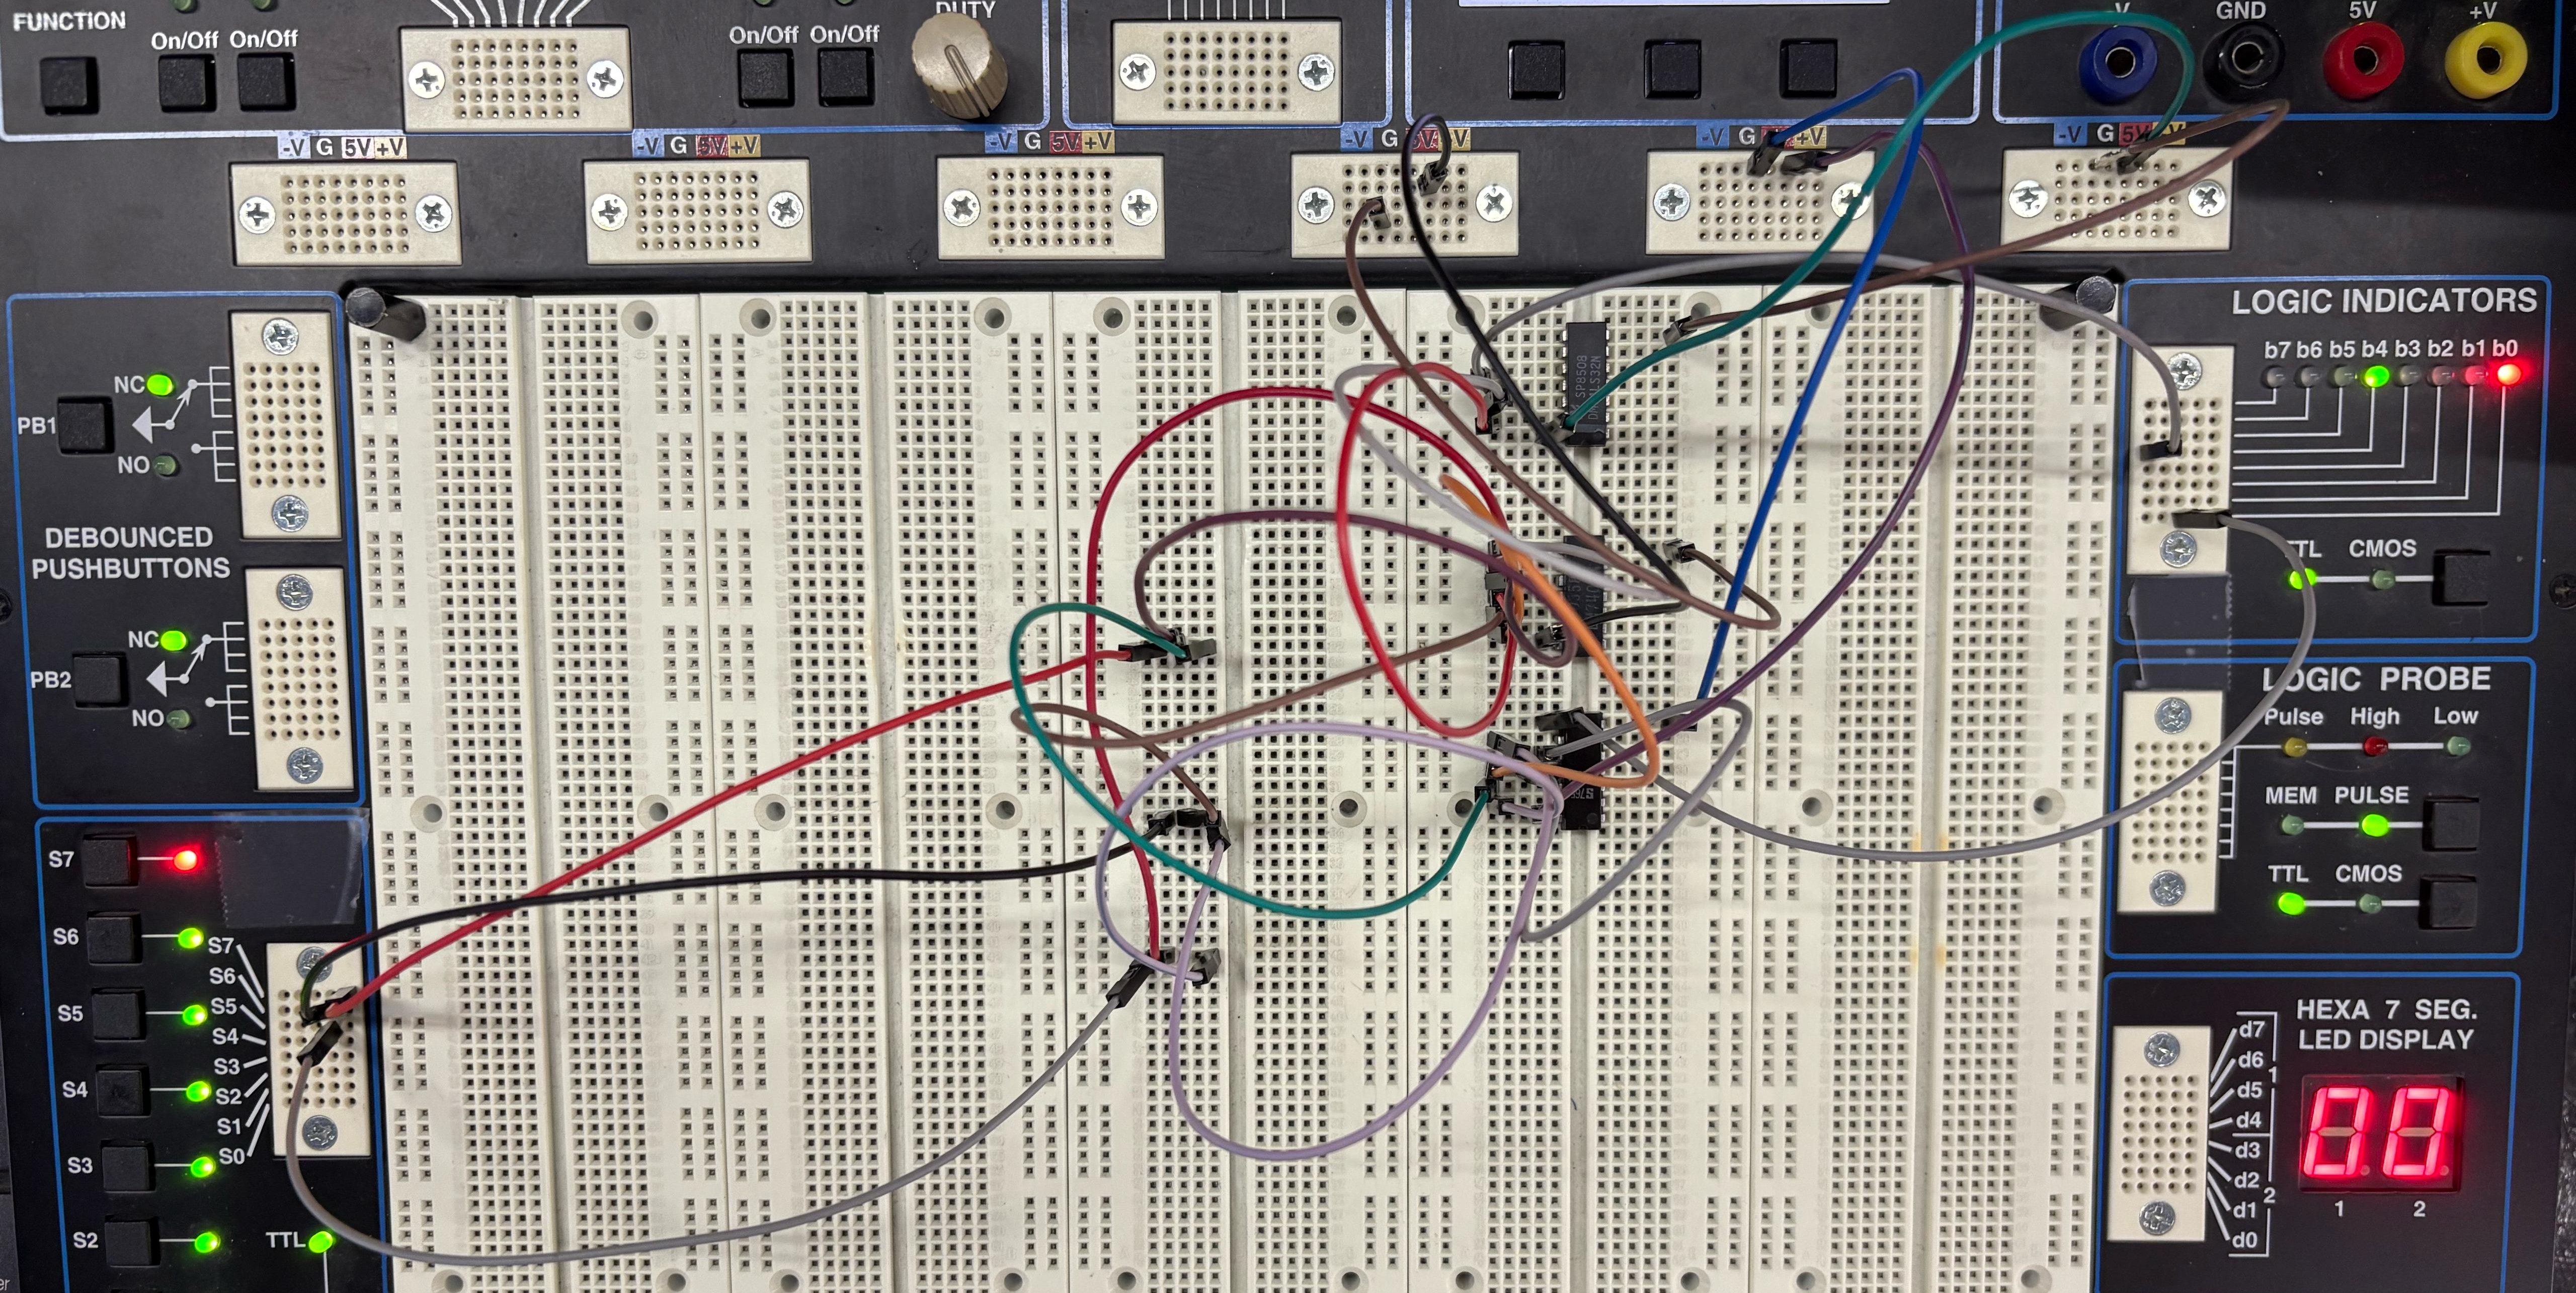 FUNCTION
On/Off On/Off
On/Off On/Off
DUTY
-V GND 5V +V
-V G 5V +V
-V G 5V +V
-V G 5V +V
-V G 5V +V
-V G +V
-V G 5V +V
PB1
NC
NO
DEBOUNCED
PUSHBUTTONS
PB2
NC
NO
S7
S6
S5
S4
S3
S2
S7
S6
S5
S4
S3
S2
S1
S0
TTL
SP8508
LOGIC INDICATORS
b7 b6 b5 b4 b3 b2 b1 b0
TTL CMOS
LOGIC PROBE
Pulse High Low
MEM PULSE
TTL CMOS
HEXA 7 SEG.
LED DISPLAY
d7
d6
d5
d4
d3
d2
d1
d0
1
2
00
1 2